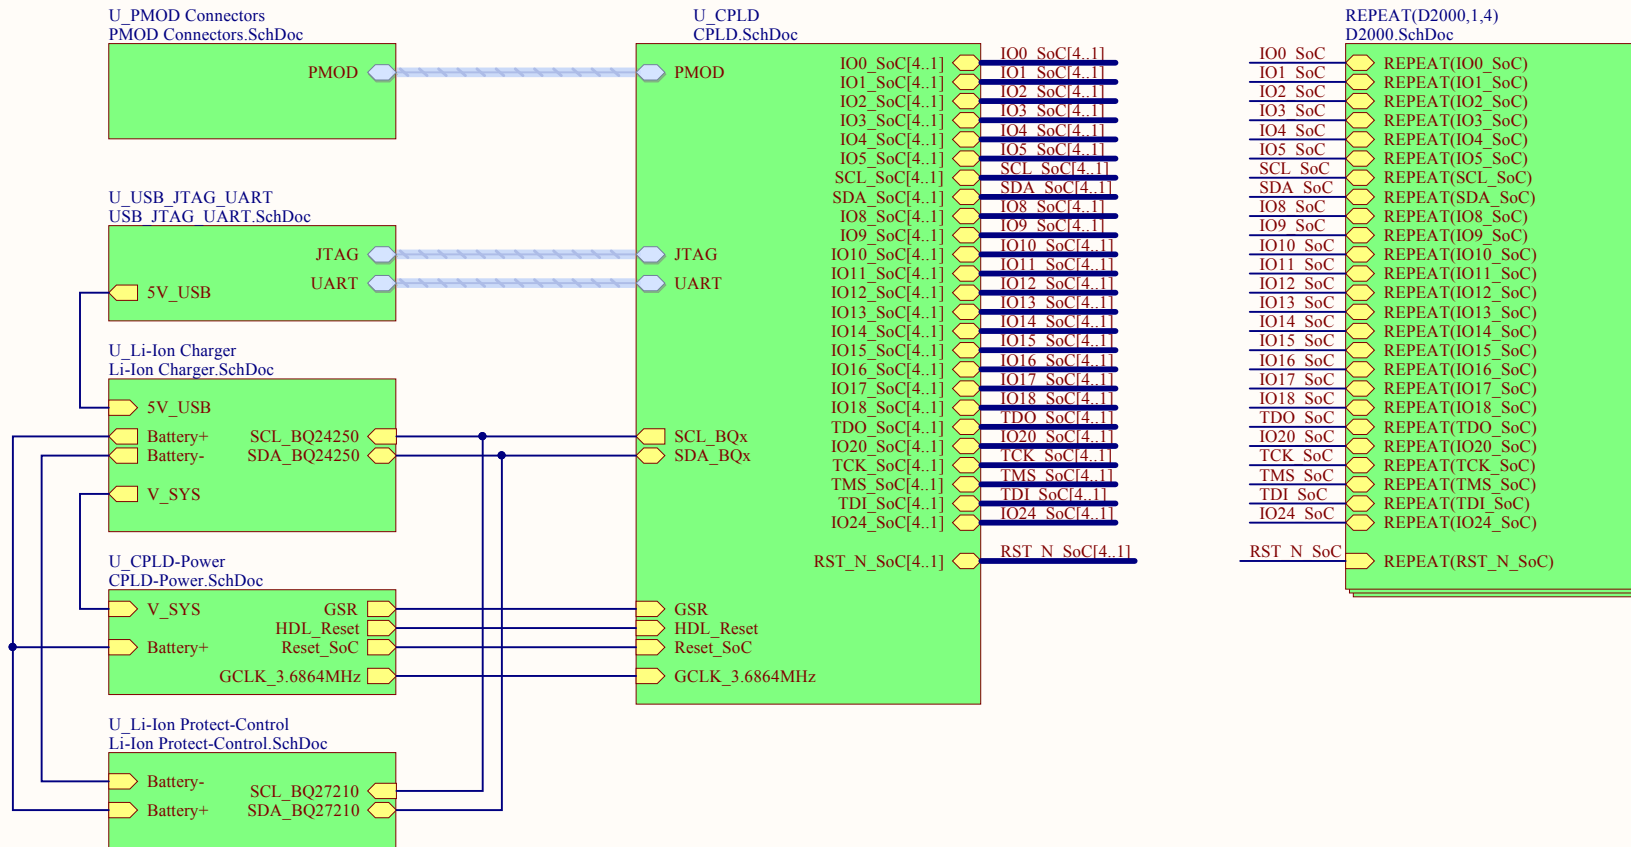 U_PMOD Connectors
PMOD Connectors.SchDoc
PMOD
U_USB_JTAG_UART
USB_JTAG_UART.SchDoc
JTAG
UART
5V_USB
U_Li-Ion Charger
Li-Ion Charger.SchDoc
5V_USB
Battery+ SCL_BQ24250
Battery- SDA_BQ24250
V_SYS
U_CPLD-Power
CPLD-Power.SchDoc
V_SYS GSR
HDL_Reset
Battery+ Reset_SoC
GCLK_3.6864MHz
U_Li-Ion Protect-Control
Li-Ion Protect-Control.SchDoc
Battery-
SCL_BQ27210
Battery+ SDA_BQ27210
U_CPLD
CPLD.SchDoc
PMOD
JTAG
UART
SCL_BQx
SDA_BQx
GSR
HDL_Reset
Reset_SoC
GCLK_3.6864MHz
IO0_SoC[4..1] IO0_SoC[4..1]
IO1_SoC[4..1] IO1_SoC[4..1]
IO2_SoC[4..1] IO2_SoC[4..1]
IO3_SoC[4..1] IO3_SoC[4..1]
IO4_SoC[4..1] IO4_SoC[4..1]
IO5_SoC[4..1] IO5_SoC[4..1]
SCL_SoC[4..1] SCL_SoC[4..1]
SDA_SoC[4..1] SDA_SoC[4..1]
IO8_SoC[4..1] IO8_SoC[4..1]
IO9_SoC[4..1] IO9_SoC[4..1]
IO10_SoC[4..1] IO10_SoC[4..1]
IO11_SoC[4..1] IO11_SoC[4..1]
IO12_SoC[4..1] IO12_SoC[4..1]
IO13_SoC[4..1] IO13_SoC[4..1]
IO14_SoC[4..1] IO14_SoC[4..1]
IO15_SoC[4..1] IO15_SoC[4..1]
IO16_SoC[4..1] IO16_SoC[4..1]
IO17_SoC[4..1] IO17_SoC[4..1]
IO18_SoC[4..1] IO18_SoC[4..1]
TDO_SoC[4..1] TDO_SoC[4..1]
IO20_SoC[4..1] IO20_SoC[4..1]
TCK_SoC[4..1] TCK_SoC[4..1]
TMS_SoC[4..1] TMS_SoC[4..1]
TDI_SoC[4..1] TDI_SoC[4..1]
IO24_SoC[4..1] IO24_SoC[4..1]
RST_N_SoC[4..1] RST_N_SoC[4..1]
REPEAT(D2000,1,4)
D2000.SchDoc
IO0_SoC REPEAT(IO0_SoC)
IO1_SoC REPEAT(IO1_SoC)
IO2_SoC REPEAT(IO2_SoC)
IO3_SoC REPEAT(IO3_SoC)
IO4_SoC REPEAT(IO4_SoC)
IO5_SoC REPEAT(IO5_SoC)
SCL_SoC REPEAT(SCL_SoC)
SDA_SoC REPEAT(SDA_SoC)
IO8_SoC REPEAT(IO8_SoC)
IO9_SoC REPEAT(IO9_SoC)
IO10_SoC REPEAT(IO10_SoC)
IO11_SoC REPEAT(IO11_SoC)
IO12_SoC REPEAT(IO12_SoC)
IO13_SoC REPEAT(IO13_SoC)
IO14_SoC REPEAT(IO14_SoC)
IO15_SoC REPEAT(IO15_SoC)
IO16_SoC REPEAT(IO16_SoC)
IO17_SoC REPEAT(IO17_SoC)
IO18_SoC REPEAT(IO18_SoC)
TDO_SoC REPEAT(TDO_SoC)
IO20_SoC REPEAT(IO20_SoC)
TCK_SoC REPEAT(TCK_SoC)
TMS_SoC REPEAT(TMS_SoC)
TDI_SoC REPEAT(TDI_SoC)
IO24_SoC REPEAT(IO24_SoC)
RST_N_SoC REPEAT(RST_N_SoC)